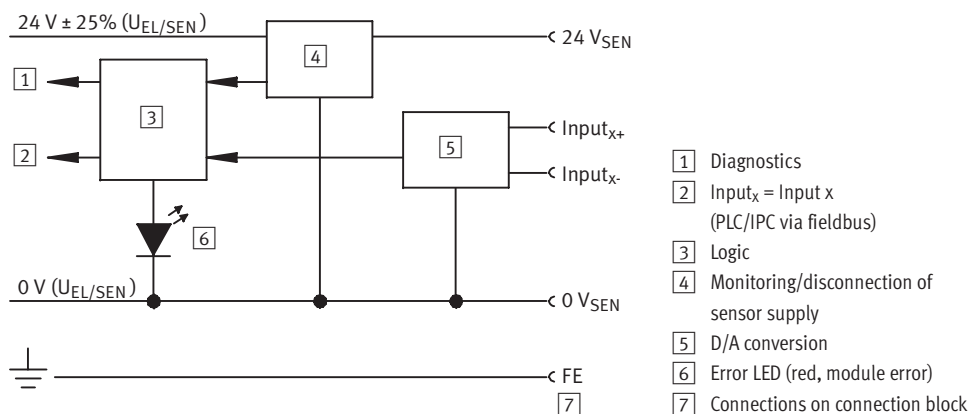 24 V ± 25% (U_EL/SEN)
4
24 V_SEN
1
3
Input_x+
5
2
Input_x-
6
0 V (U_EL/SEN)
0 V_SEN
FE
7
1 Diagnostics
2 Input_x = Input x
(PLC/IPC via fieldbus)
3 Logic
4 Monitoring/disconnection of
sensor supply
5 D/A conversion
6 Error LED (red, module error)
7 Connections on connection block